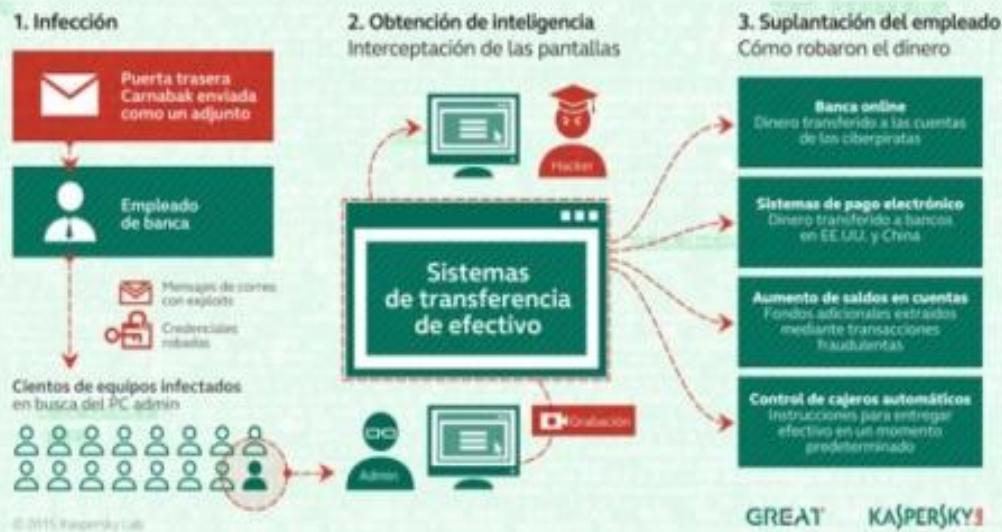 1. Infección
Puerta trasera
Carnabak enviada
como un adjunto
Empleado
de banca
Mensajes de correo
con exploits
Credenciales
robadas
Cientos de equipos infectados
en busca del PC admin
2. Obtención de inteligencia
Interceptación de las pantallas
Hacker
Sistemas
de transferencia
de efectivo
Grabación
Admin
3. Suplantación del empleado
Cómo robaron el dinero
Banca online
Dinero transferido a las cuentas
de los ciberpiratas
Sistemas de pago electrónico
Dinero transferido a bancos
en EE.UU. y China
Aumento de saldos en cuentas
Fondos adicionales extraídos
mediante transacciones
fraudulentas
Control de cajeros automáticos
Instrucciones para entregar
efectivo en un momento
predeterminado
© 2015 Kaspersky Lab
GREAT
KASPERSKY